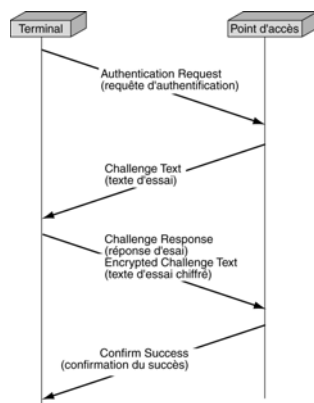 Terminal
Point d'accès
Authentication Request
(requête d'authentification)
Challenge Text
(texte d'essai)
Challenge Response
(réponse d'esai)
Encrypted Challenge Text
(texte d'essai chiffré)
Confirm Success
(confirmation du succès)